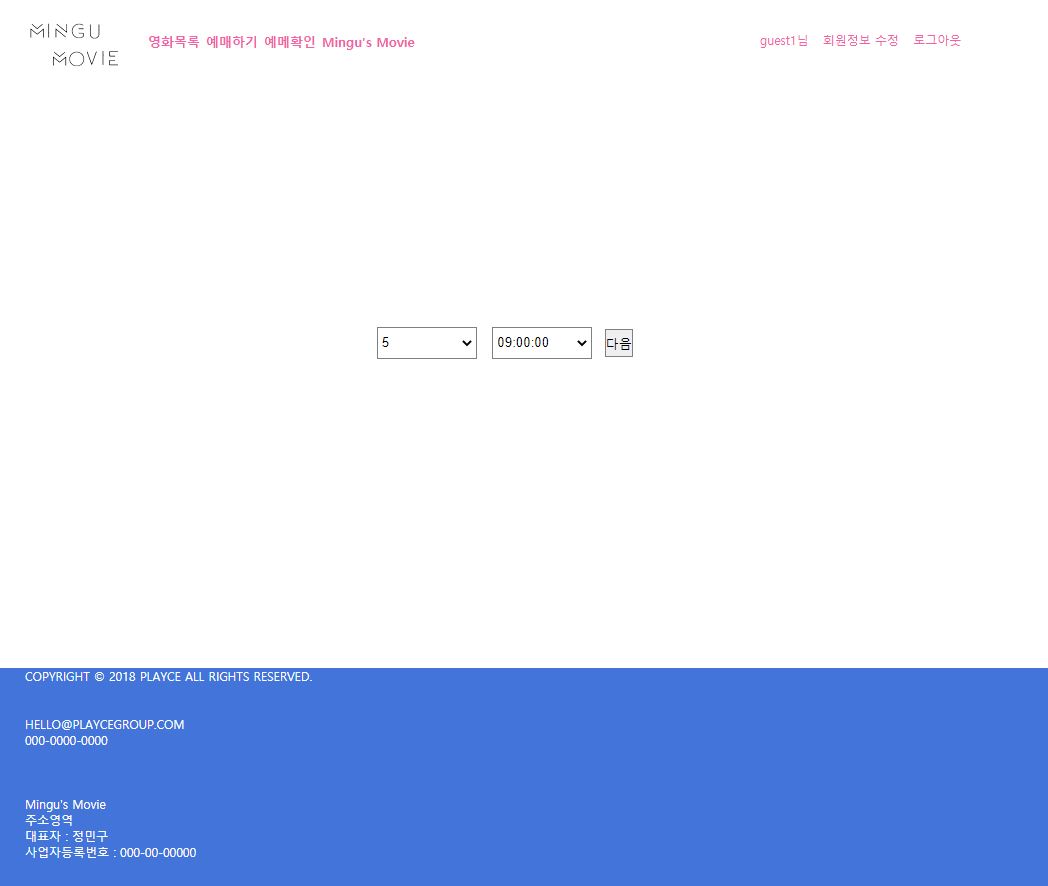 MINGU
MOVIE
영화목록 예매하기 예메확인 Mingu's Movie
guest1님 회원정보 수정 로그아웃
5 09:00:00 다음
COPYRIGHT © 2018 PLAYCE ALL RIGHTS RESERVED.
HELLO@PLAYCEGROUP.COM
000-0000-0000
Mingu's Movie
주소영역
대표자 : 정민구
사업자등록번호 : 000-00-00000